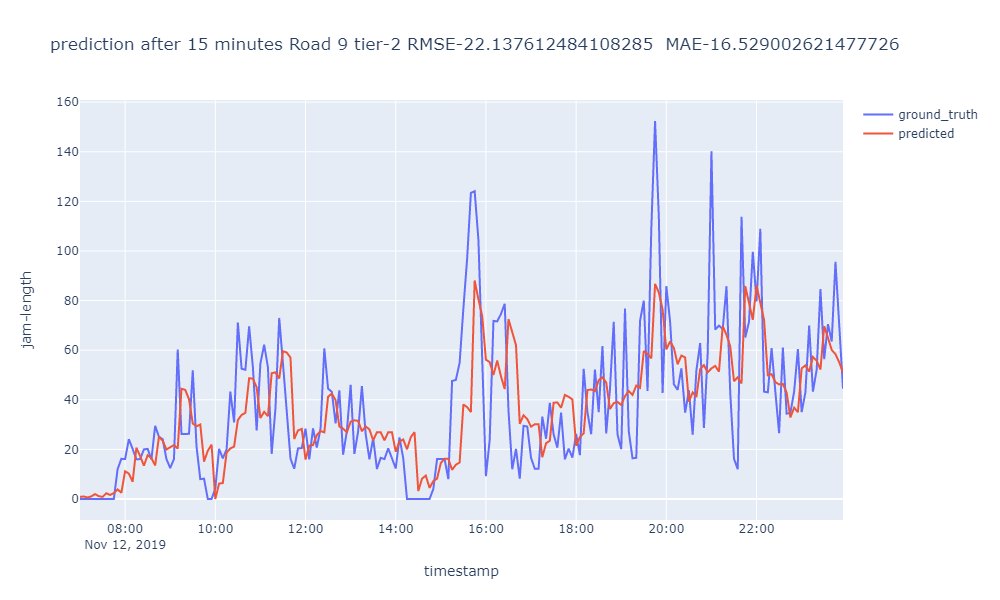 prediction after 15 minutes Road 9 tier-2 RMSE-22.137612484108285  MAE-16.529002621477726
ground_truth
predicted
160
140
120
100
80
60
40
20
0
jam-length
08:00 10:00 12:00 14:00 16:00 18:00 20:00 22:00
Nov 12, 2019
timestamp